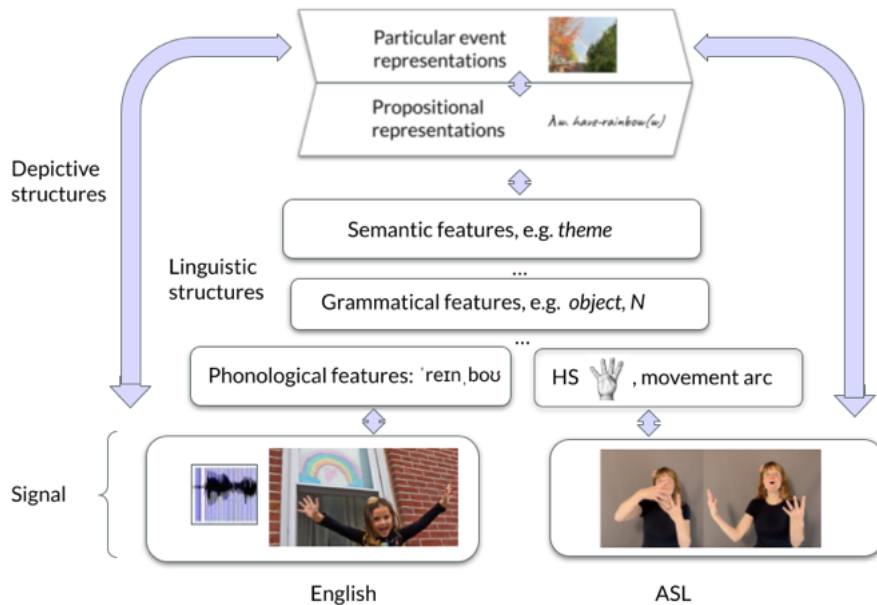 Particular event
representations
Propositional
representations
λw. have-rainbow(w)
Depictive
structures
Semantic features, e.g. theme
...
Linguistic
structures
Grammatical features, e.g. object, N
...
Phonological features: ˈreɪnˌboʊ
HS , movement arc
Signal
English
ASL